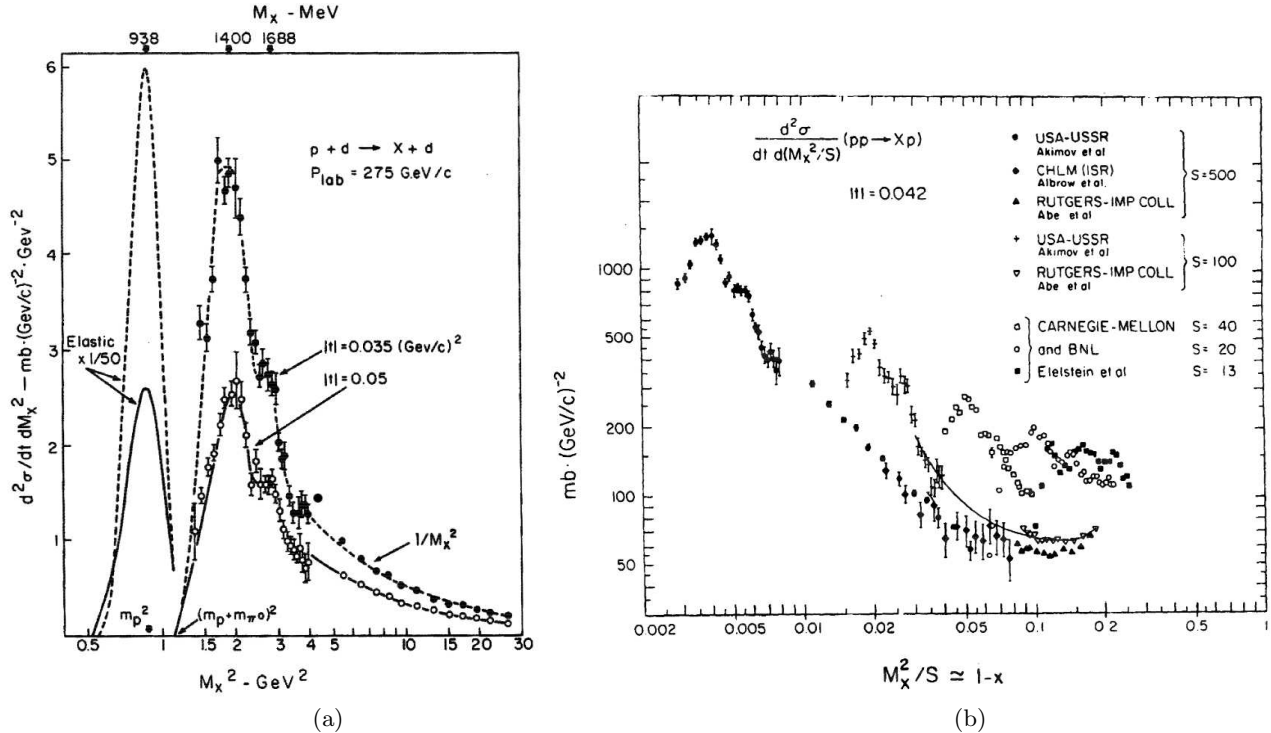 M_X - MeV
938 1400 1688
6
5
4
3
2
1
d²σ/dt dM_X² — mb·(GeV/c)⁻²·Gev⁻²
p + d → X + d
P_lab = 275 GeV/c
Elastic
x 1/50
|t| = 0.035 (GeV/c)²
|t| = 0.05
1/M_X²
m_p²
(m_p + m_π⁰)²
0.5 1 1.5 2 3 4 5 10 20 30
M_X² - GeV²
(a)
d²σ
dt d(M_X²/S)
(pp → Xp)
|t| = 0.042
USA-USSR
Akimov et al
CHLM (ISR)
Albrow et al.
RUTGERS-IMP COLL
Abe et al
S=500
USA-USSR
Akimov et al
RUTGERS-IMP COLL
Abe et al
S= 100
CARNEGIE-MELLON S= 40
and BNL S= 20
Elelstein et al S= 13
1000
500
200
100
50
mb·(GeV/c)⁻²
0.002 0.005 0.01 0.02 0.05 0.1 0.2 1
M_X²/S ≃ 1-x
(b)